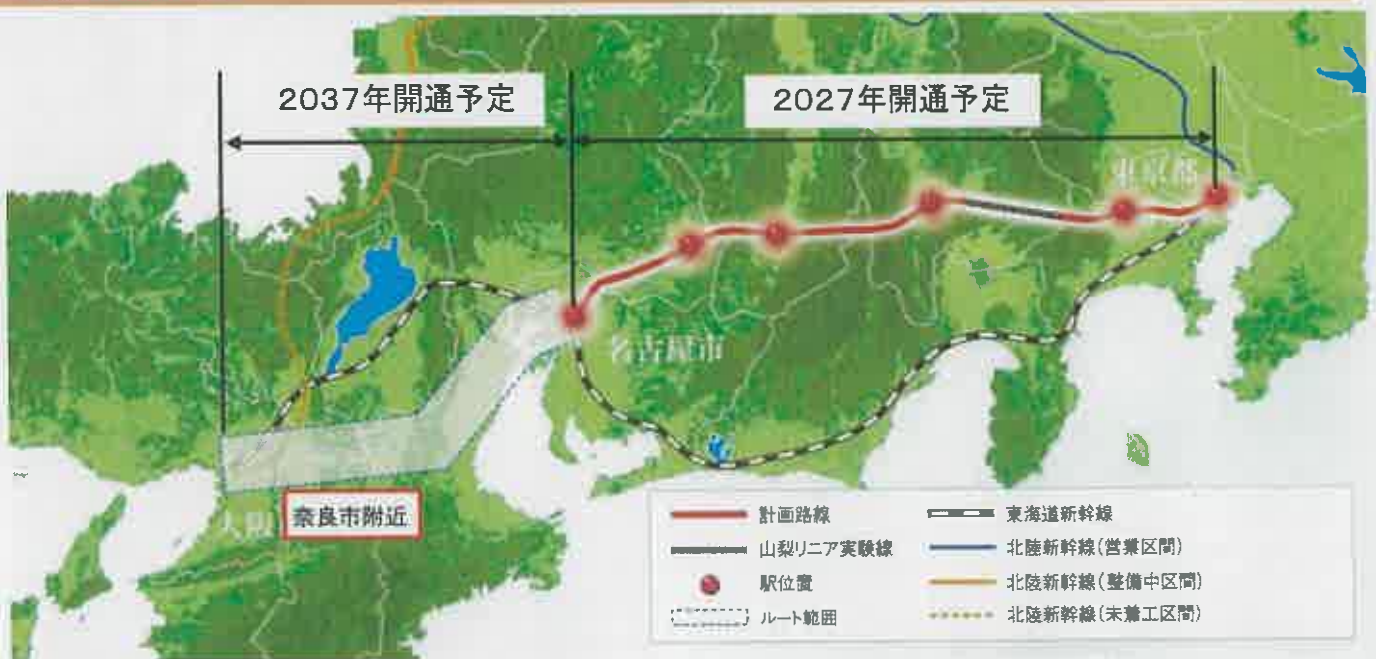 2037年開通予定
2027年開通予定
東京都
名古屋市
大阪
奈良市附近
計画路線
山梨リニア実験線
駅位置
ルート範囲
東海道新幹線
北陸新幹線(営業区間)
北陸新幹線(整備中区間)
北陸新幹線(未着工区間)